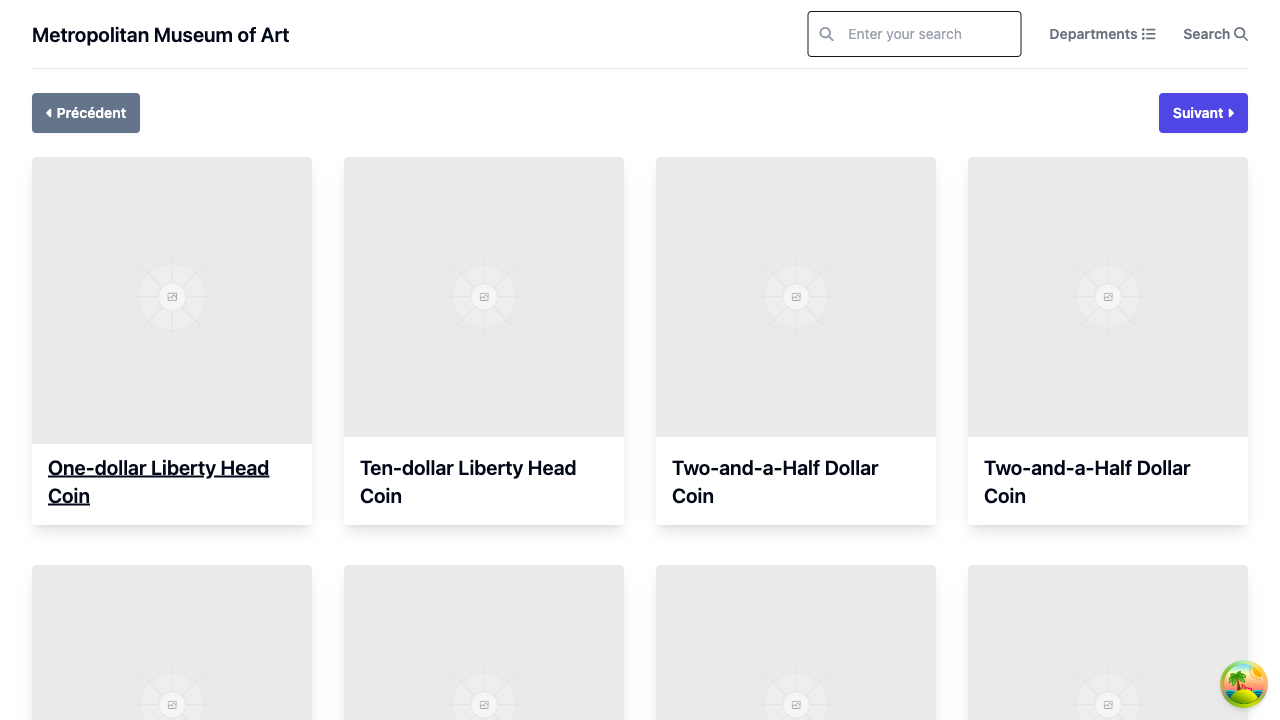 Metropolitan Museum of Art
Enter your search
Departments
Search
Précédent
Suivant
One-dollar Liberty Head
Coin
Ten-dollar Liberty Head
Coin
Two-and-a-Half Dollar
Coin
Two-and-a-Half Dollar
Coin